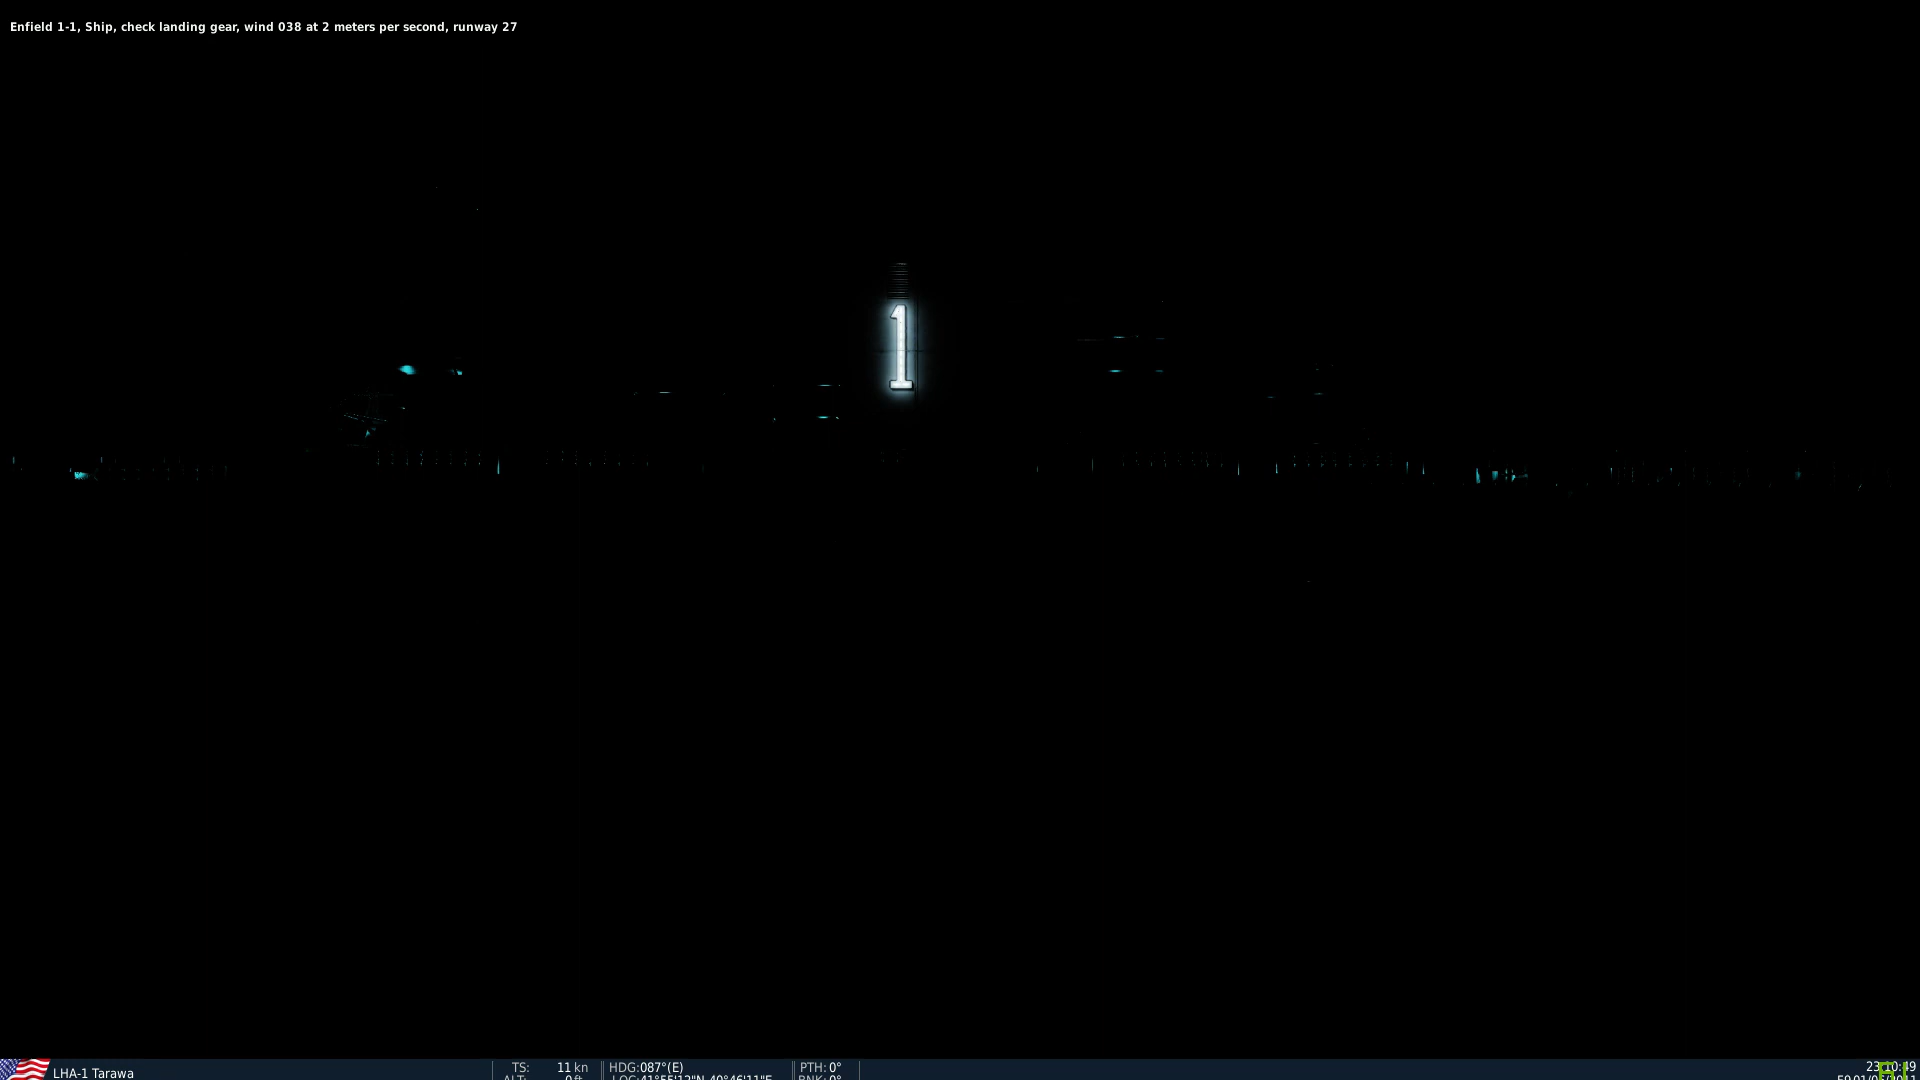 Enfield 1-1, Ship, check landing gear, wind 038 at 2 meters per second, runway 27
1
LHA-1 Tarawa
TS: 11 kn
HDG:087°(E)
PTH: 0°